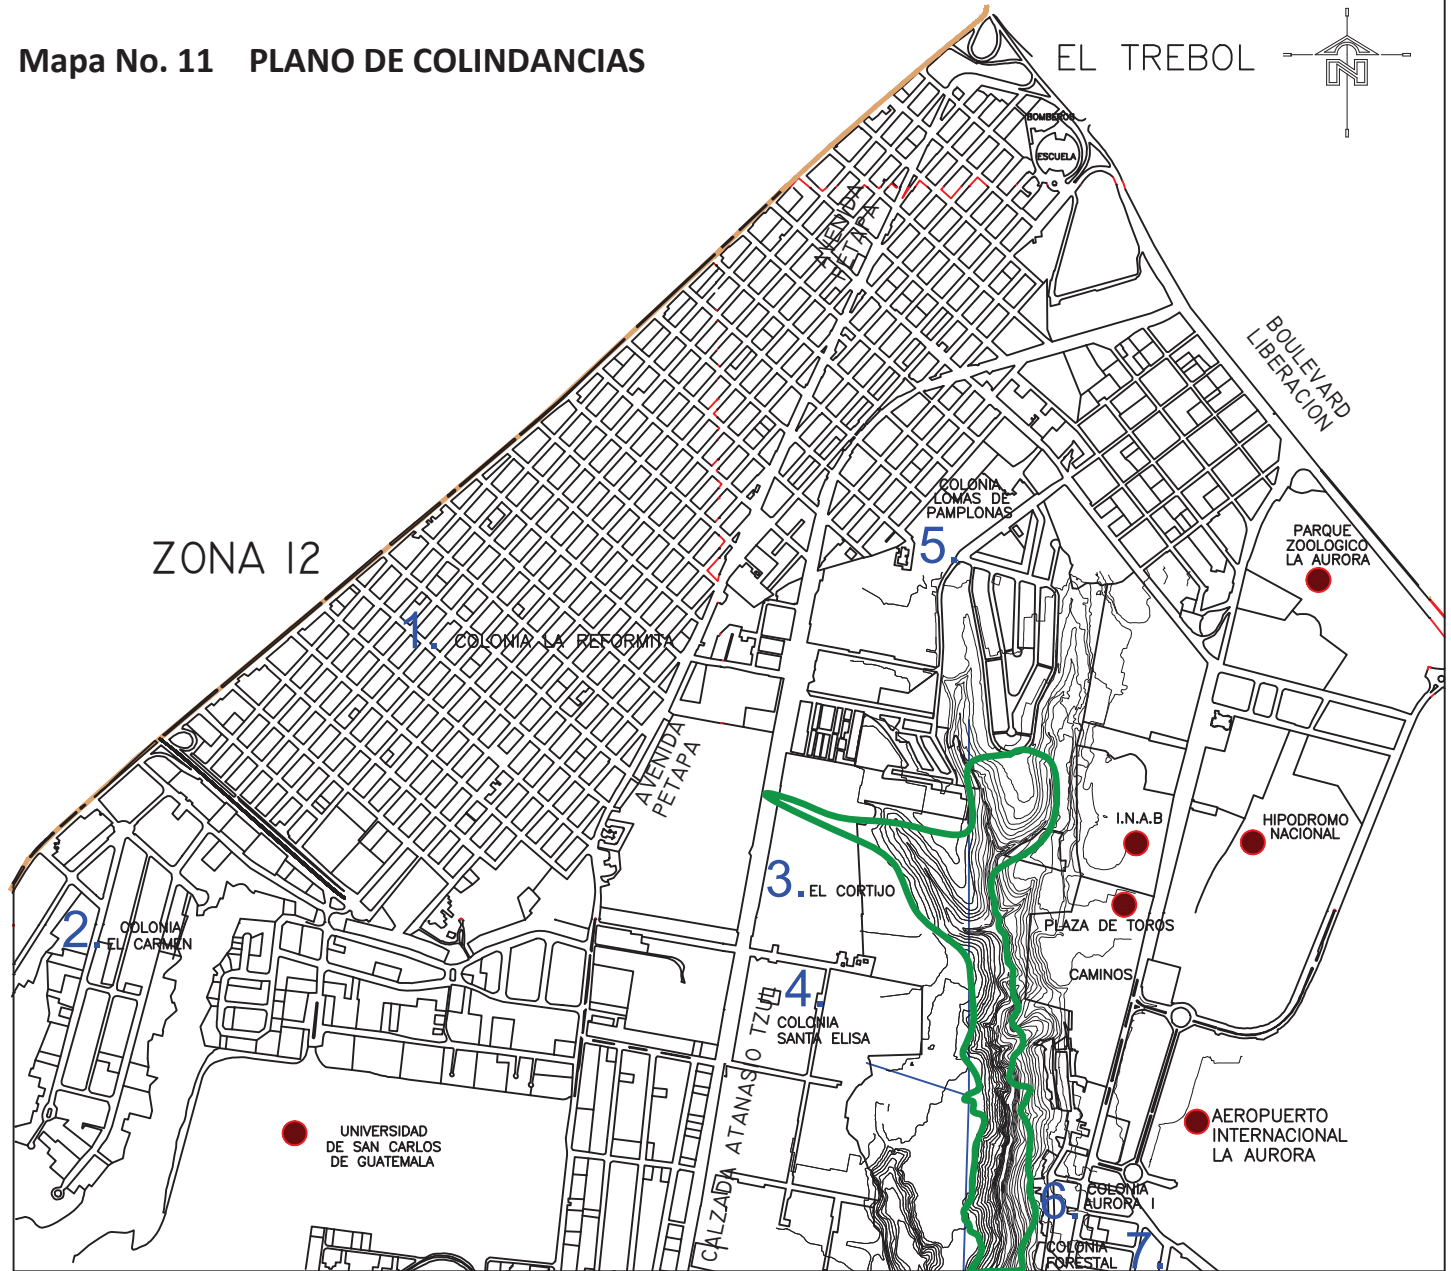 Mapa No. 11 PLANO DE COLINDANCIAS
EL TREBOL
N
BOMBEROS
ESCUELA
AVENIDA
PETAPA
BOULEVARD
LIBERACION
COLONIA
LOMAS DE
PAMPLONAS
5.
PARQUE
ZOOLOGICO
LA AURORA
ZONA 12
1. COLONIA LA REFORMITA
AVENIDA
PETAPA
I.N.A.B
HIPODROMO
NACIONAL
3. EL CORTIJO
PLAZA DE TOROS
2. COLONIA
EL CARMEN
CAMINOS
4.
COLONIA
SANTA ELISA
CALZADA ATANASIO TZUL
UNIVERSIDAD
DE SAN CARLOS
DE GUATEMALA
AEROPUERTO
INTERNACIONAL
LA AURORA
6. COLONIA
AURORA I
7.
COLONIA
FORESTAL